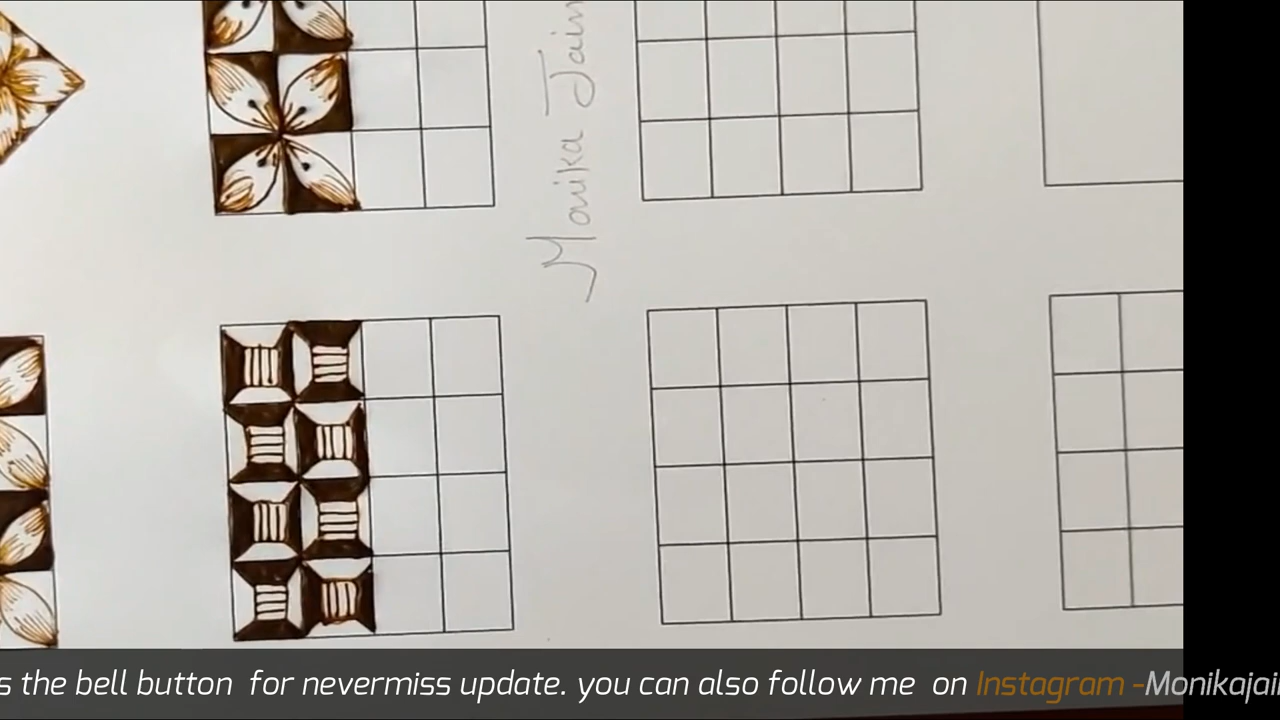 Monika Jain
s the bell button for nevermiss update. you can also follow me on Instagram -Monikajain